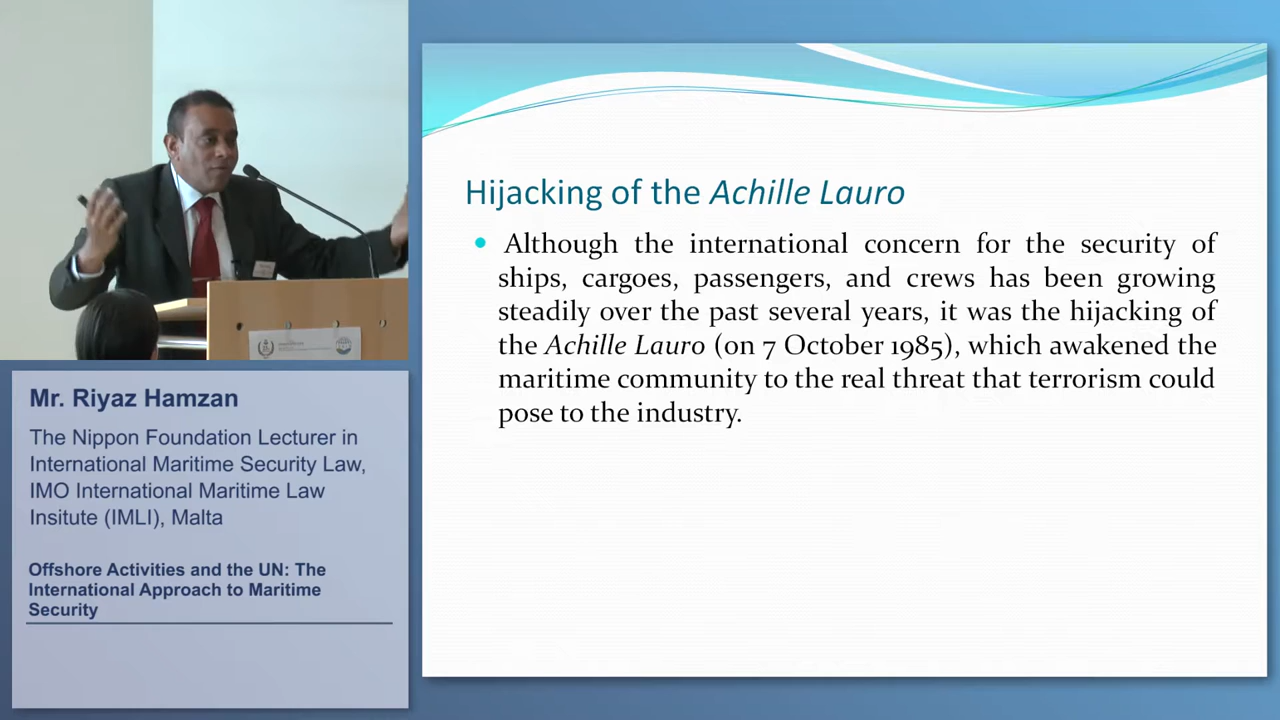 Hijacking of the Achille Lauro
Although the international concern for the security of
ships, cargoes, passengers, and crews has been growing
steadily over the past several years, it was the hijacking of
the Achille Lauro (on 7 October 1985), which awakened the
maritime community to the real threat that terrorism could
pose to the industry.
Mr. Riyaz Hamzan
The Nippon Foundation Lecturer in
International Maritime Security Law,
IMO International Maritime Law
Insitute (IMLI), Malta
Offshore Activities and the UN: The
International Approach to Maritime
Security